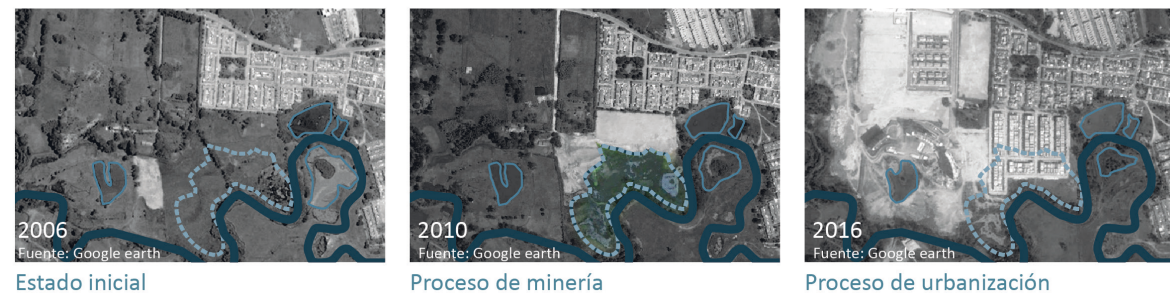 2006
Fuente: Google earth
Estado inicial
2010
Fuente: Google earth
Proceso de minería
2016
Fuente: Google earth
Proceso de urbanización